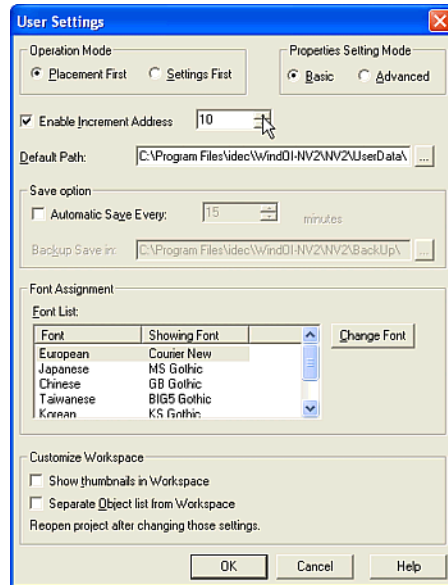 User Settings
Operation Mode
Placement First
Settings First
Properties Setting Mode
Basic
Advanced
Enable Increment Address
10
Default Path:
C:\Program Files\idec\WindOI-NV2\NV2\UserData\
...
Save option
Automatic Save Every:
15
minutes
Backup Save in:
C:\Program Files\idec\WindOI-NV2\NV2\BackUp\
...
Font Assignment
Font List:
Font Showing Font
European Courier New
Japanese MS Gothic
Chinese GB Gothic
Taiwanese BIG5 Gothic
Korean KS Gothic
Change Font
Customize Workspace
Show thumbnails in Workspace
Separate Object list from Workspace
Reopen project after changing those settings.
OK
Cancel
Help